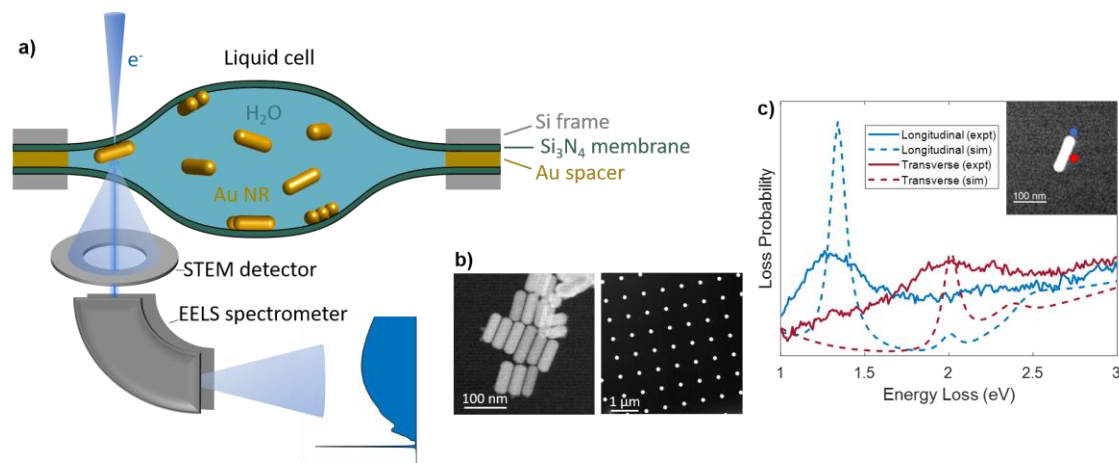 a)
e-
Liquid cell
H2O
Au NR
Si frame
Si3N4 membrane
Au spacer
STEM detector
EELS spectrometer
b)
100 nm
1 µm
c)
Loss Probability
Longitudinal (expt)
Longitudinal (sim)
Transverse (expt)
Transverse (sim)
100 nm
1 1.5 2 2.5 3
Energy Loss (eV)